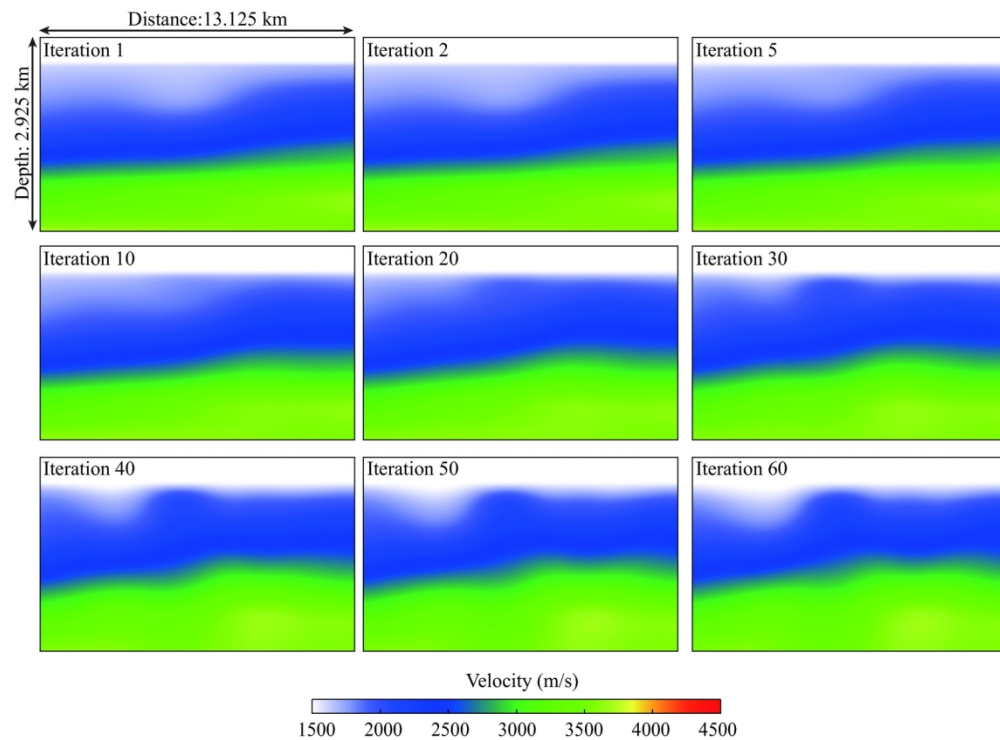 Distance:13.125 km
Depth: 2.925 km
Iteration 1
Iteration 2
Iteration 5
Iteration 10
Iteration 20
Iteration 30
Iteration 40
Iteration 50
Iteration 60
Velocity (m/s)
1500 2000 2500 3000 3500 4000 4500